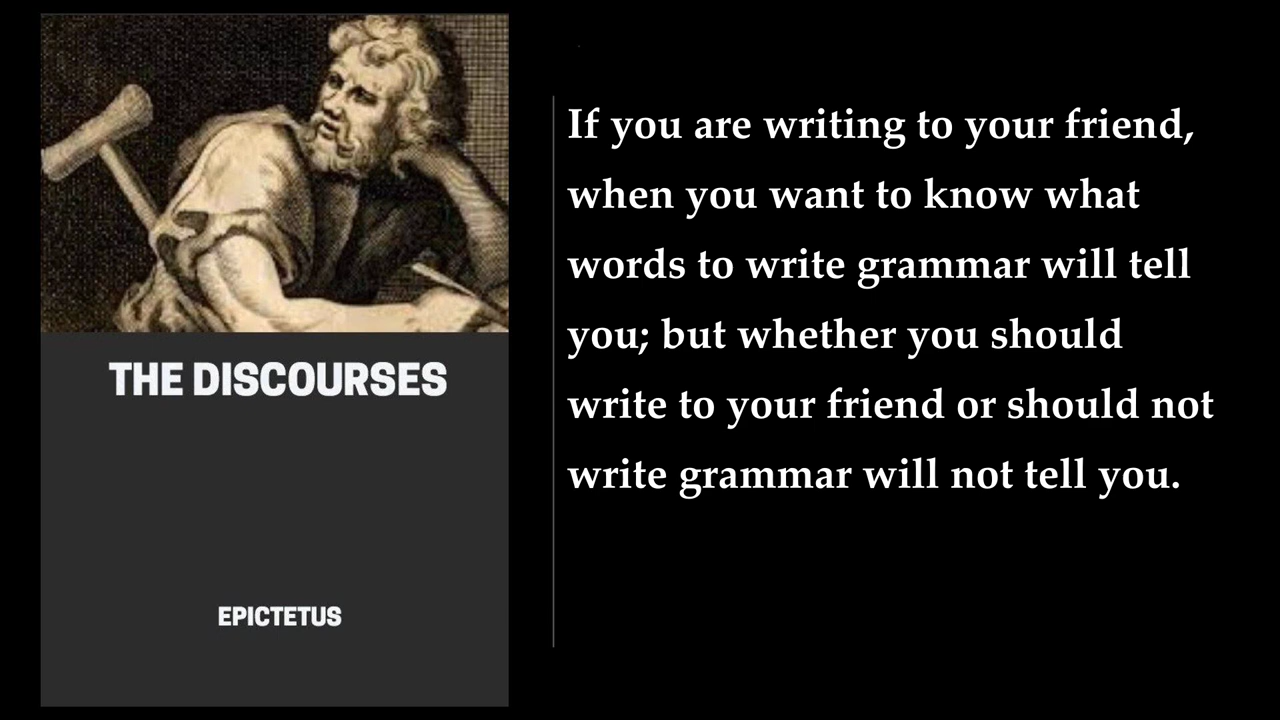 THE DISCOURSES
EPICTETUS
If you are writing to your friend,
when you want to know what
words to write grammar will tell
you; but whether you should
write to your friend or should not
write grammar will not tell you.